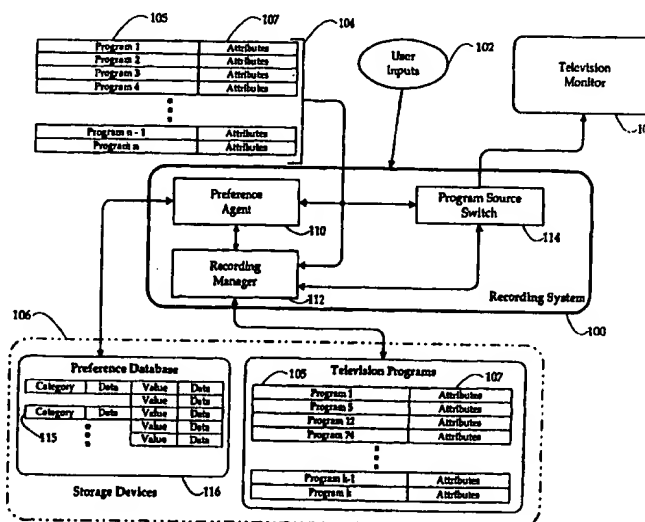 105
107
104
Program 1 Attributes
Program 2 Attributes
Program 3 Attributes
Program 4 Attributes
Program n - 1 Attributes
Program n Attributes
User Inputs
102
Television Monitor
10
Preference Agent
110
Program Source Switch
114
Recording Manager
112
Recording System
100
106
Preference Database
Category Data Value Data
Value Data
Category Data Value Data
Value Data
Value Data
115
116
Storage Devices
Television Programs
105
107
Program 1 Attributes
Program 5 Attributes
Program 12 Attributes
Program 74 Attributes
Program k-1 Attributes
Program k Attributes